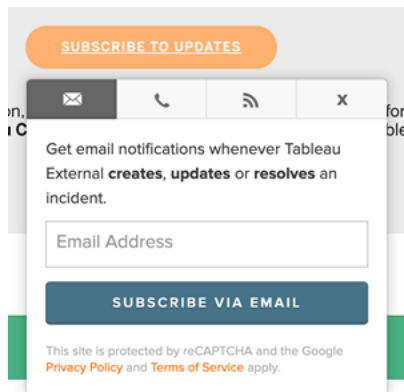 SUBSCRIBE TO UPDATES
X
Get email notifications whenever Tableau
External creates, updates or resolves an
incident.
Email Address
SUBSCRIBE VIA EMAIL
This site is protected by reCAPTCHA and the Google
Privacy Policy and Terms of Service apply.